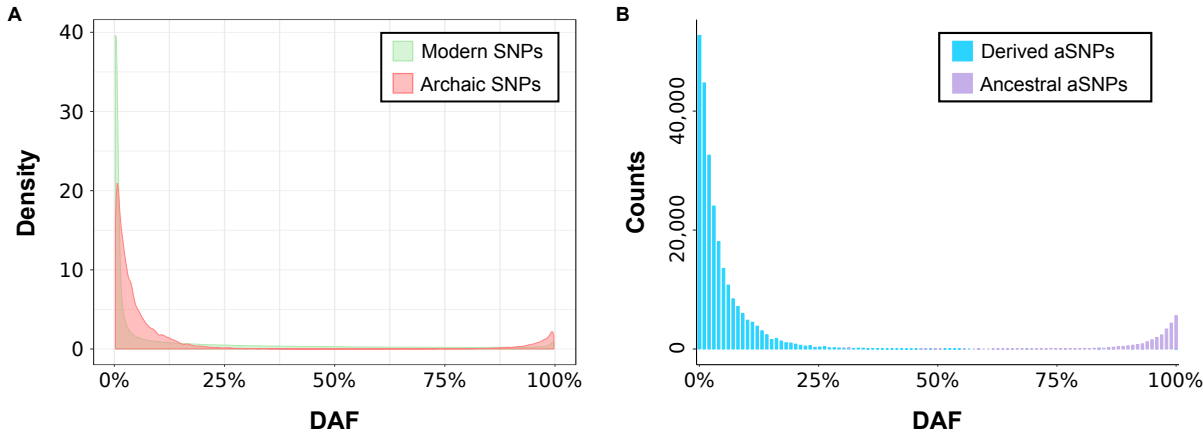 A
Density
40
30
20
10
0
0%
25%
50%
75%
100%
DAF
Modern SNPs
Archaic SNPs
B
Counts
40,000
20,000
0
0%
25%
50%
75%
100%
DAF
Derived aSNPs
Ancestral aSNPs